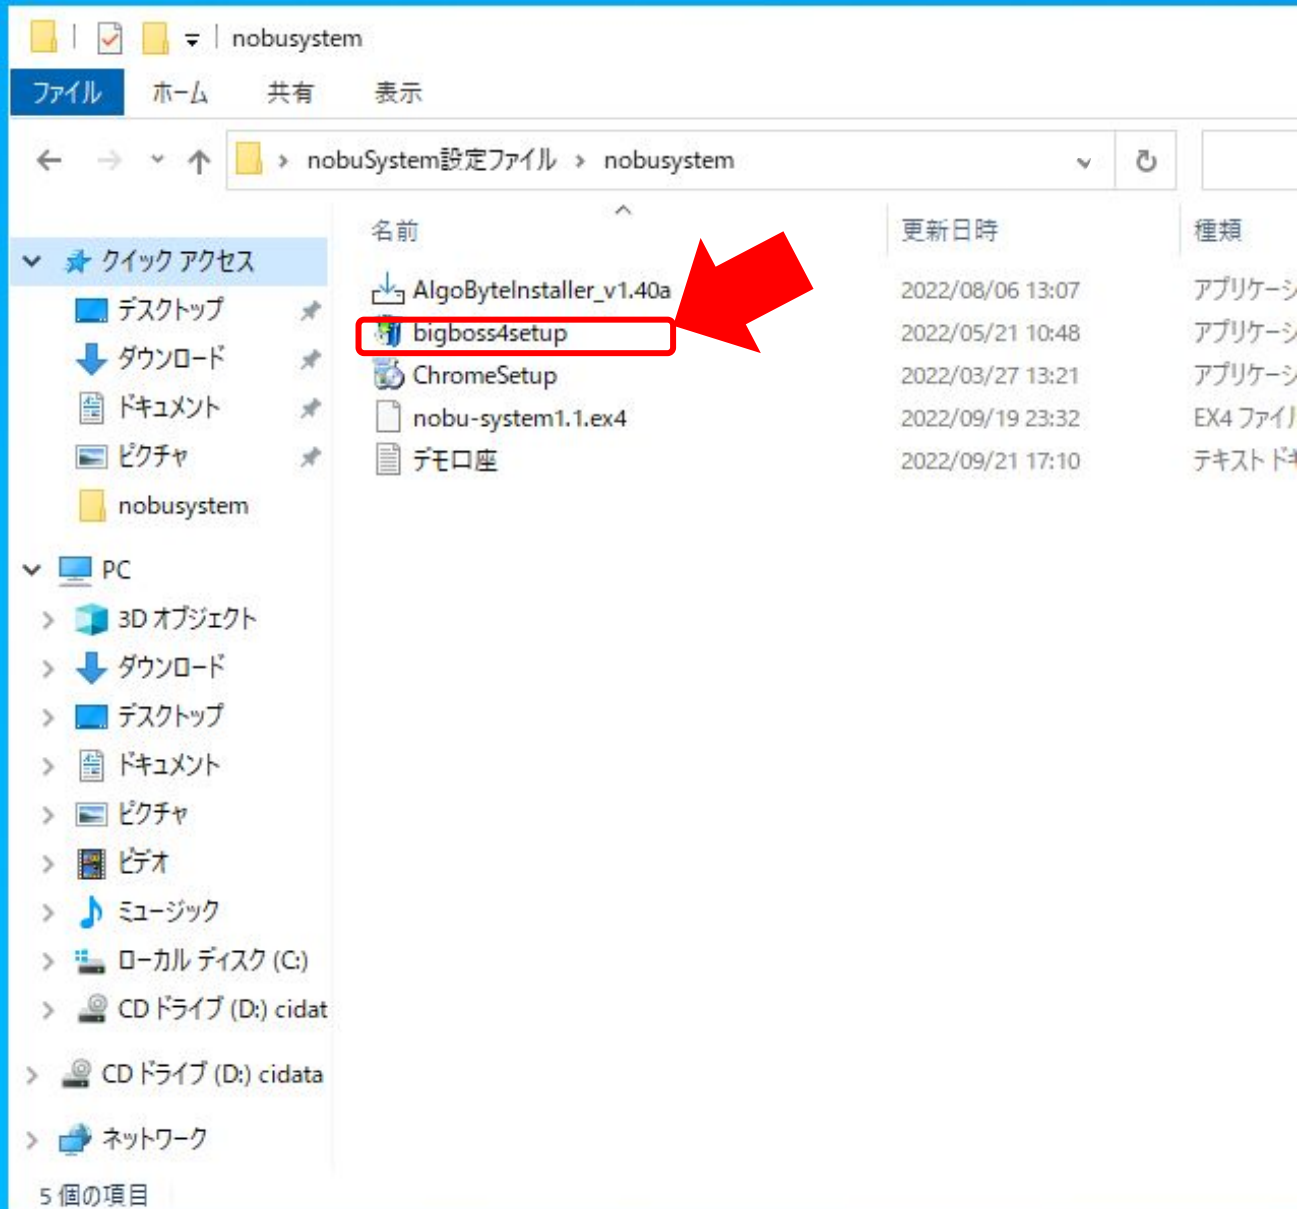 nobusystem
ファイル ホーム 共有 表示
nobuSystem設定ファイル nobusystem
名前 更新日時 種類
クイック アクセス
デスクトップ
ダウンロード
ドキュメント
ピクチャ
nobusystem
PC
3D オブジェクト
ダウンロード
デスクトップ
ドキュメント
ピクチャ
ビデオ
ミュージック
ローカル ディスク (C:)
CD ドライブ (D:) cidat
CD ドライブ (D:) cidata
ネットワーク
AlgoByteInstaller_v1.40a 2022/08/06 13:07 アプリケーシ
bigboss4setup 2022/05/21 10:48 アプリケーシ
ChromeSetup 2022/03/27 13:21 アプリケーシ
nobu-system1.1.ex4 2022/09/19 23:32 EX4 ファイル
デモ口座 2022/09/21 17:10 テキスト ドキ
5 個の項目